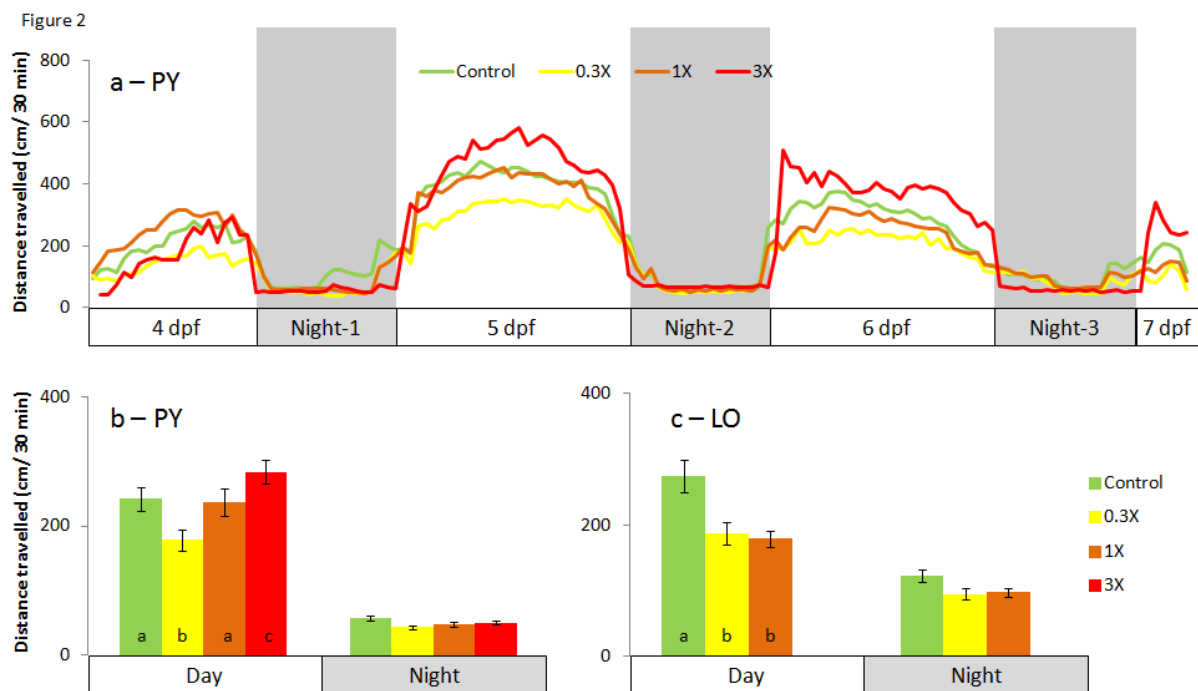 Figure 2
Distance travelled (cm/ 30 min)
800
600
400
200
0
a – PY
Control 0.3X 1X 3X
4 dpf Night-1 5 dpf Night-2 6 dpf Night-3 7 dpf
Distance travelled (cm/ 30 min)
400
200
0
b – PY
a b a c
Day Night
400
200
0
c – LO
a b b
Day Night
Control
0.3X
1X
3X